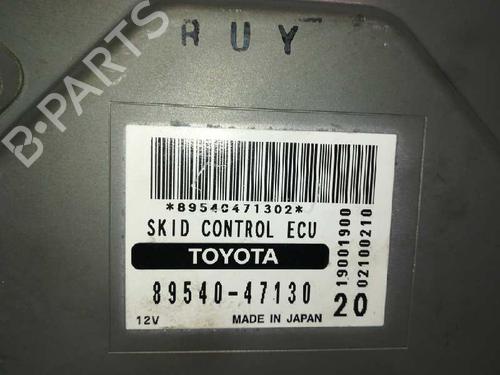 RUY
B-PARTS
*89540471302*
SKID CONTROL ECU
TOYOTA
89540-47130
20
12V
MADE IN JAPAN
19001900
02100210